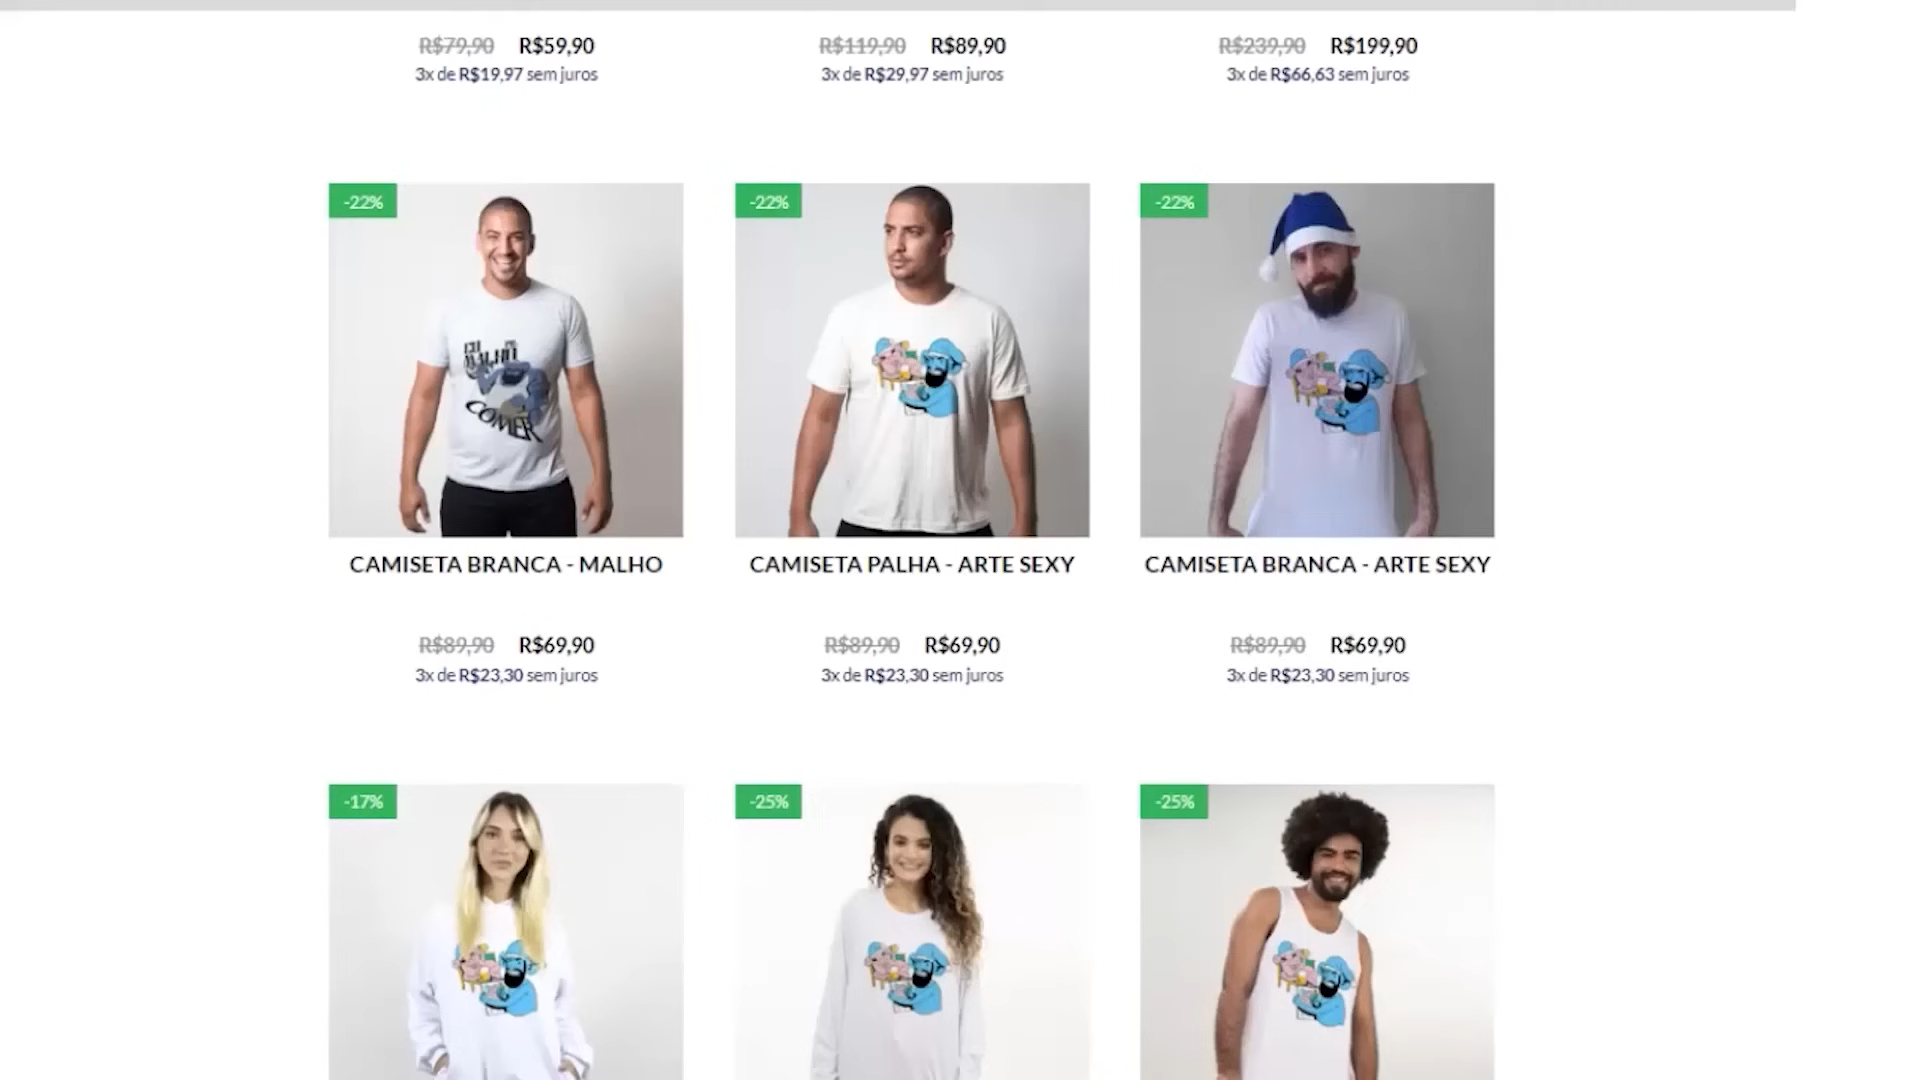 R$79,90 R$59,90
3x de R$19,97 sem juros
R$119,90 R$89,90
3x de R$29,97 sem juros
R$239,90 R$199,90
3x de R$66,63 sem juros
-22%
COMER
CAMISETA BRANCA - MALHO
R$89,90 R$69,90
3x de R$23,30 sem juros
-22%
CAMISETA PALHA - ARTE SEXY
R$89,90 R$69,90
3x de R$23,30 sem juros
-22%
CAMISETA BRANCA - ARTE SEXY
R$89,90 R$69,90
3x de R$23,30 sem juros
-17%
-25%
-25%